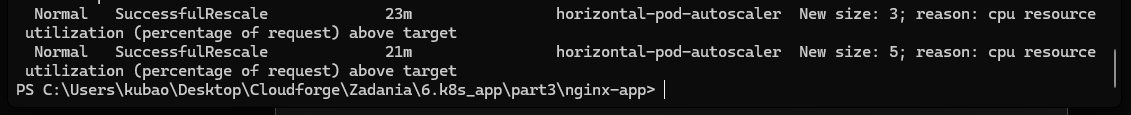 Normal   SuccessfulRescale             23m                horizontal-pod-autoscaler  New size: 3; reason: cpu resource
utilization (percentage of request) above target
Normal   SuccessfulRescale             21m                horizontal-pod-autoscaler  New size: 5; reason: cpu resource
utilization (percentage of request) above target
PS C:\Users\kubao\Desktop\Cloudforge\Zadania\6.k8s_app\part3\nginx-app>